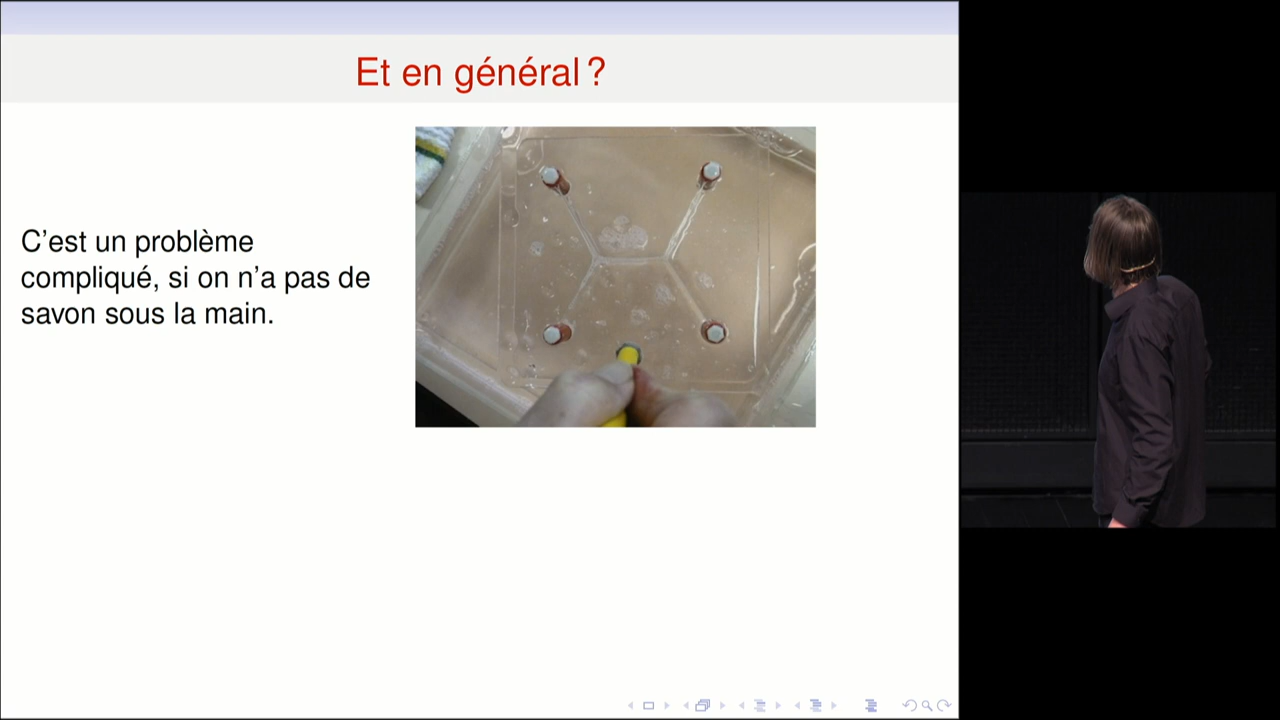 Et en général ?
C'est un problème
compliqué, si on n'a pas de
savon sous la main.